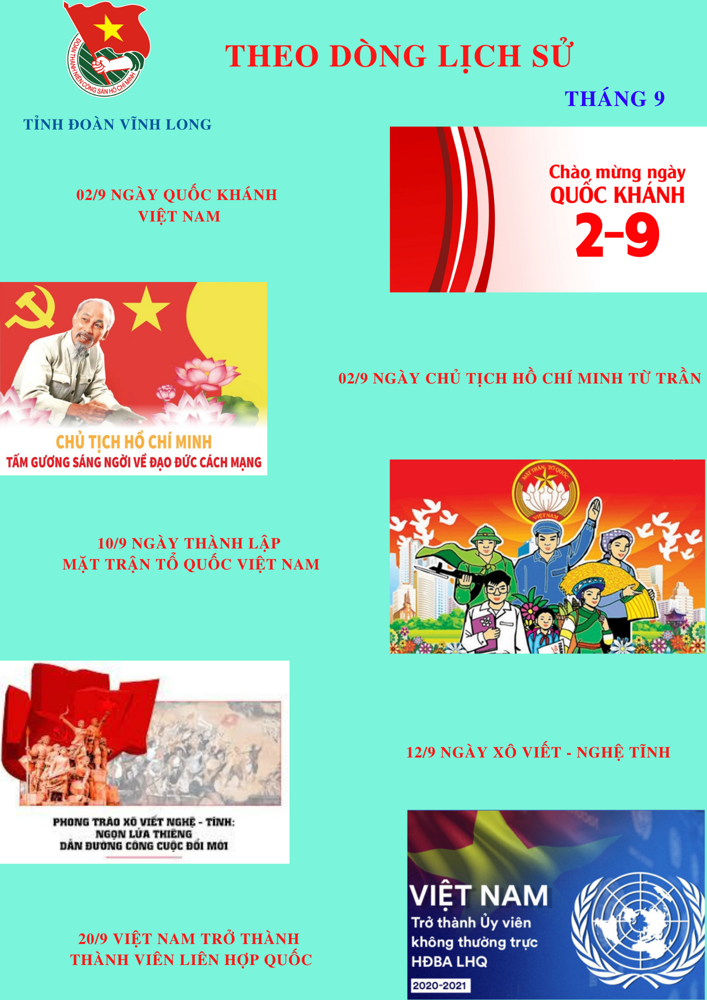 ĐOÀN THANH NIÊN CỘNG SẢN HỒ CHÍ MINH
THEO DÒNG LỊCH SỬ
THÁNG 9
TỈNH ĐOÀN VĨNH LONG
02/9 NGÀY QUỐC KHÁNH
VIỆT NAM
Chào mừng ngày
QUỐC KHÁNH
2-9
CHỦ TỊCH HỒ CHÍ MINH
TẤM GƯƠNG SÁNG NGỜI VỀ ĐẠO ĐỨC CÁCH MẠNG
02/9 NGÀY CHỦ TỊCH HỒ CHÍ MINH TỪ TRẦN
10/9 NGÀY THÀNH LẬP
MẶT TRẬN TỔ QUỐC VIỆT NAM
MẶT TRẬN TỔ QUỐC
VIỆT NAM
PHONG TRÀO XÔ VIẾT NGHỆ - TĨNH:
NGỌN LỬA THIÊNG
DẪN ĐƯỜNG CÔNG CUỘC ĐỔI MỚI
12/9 NGÀY XÔ VIẾT - NGHỆ TĨNH
20/9 VIỆT NAM TRỞ THÀNH
THÀNH VIÊN LIÊN HỢP QUỐC
VIỆT NAM
Trở thành Ủy viên
không thường trực
HĐBA LHQ
2020-2021